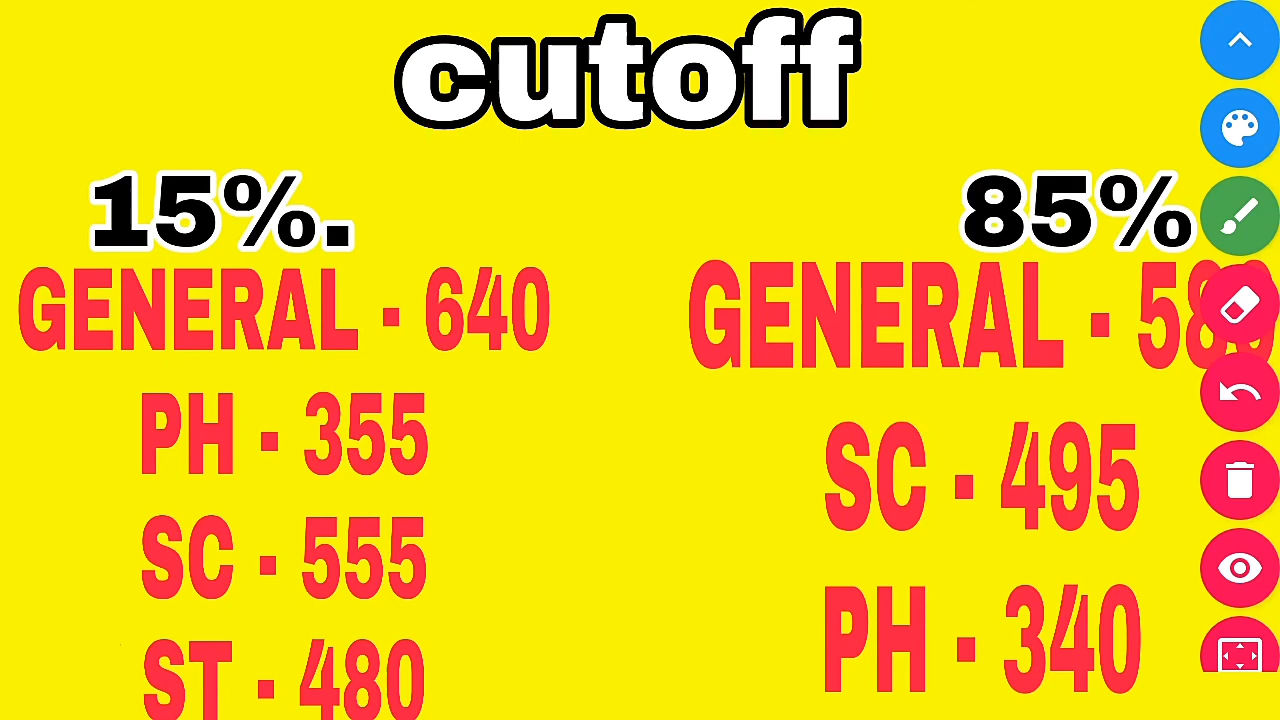 cutoff
15%.
GENERAL - 640
PH - 355
SC - 555
ST - 480
85%
GENERAL -
SC - 495
PH - 340